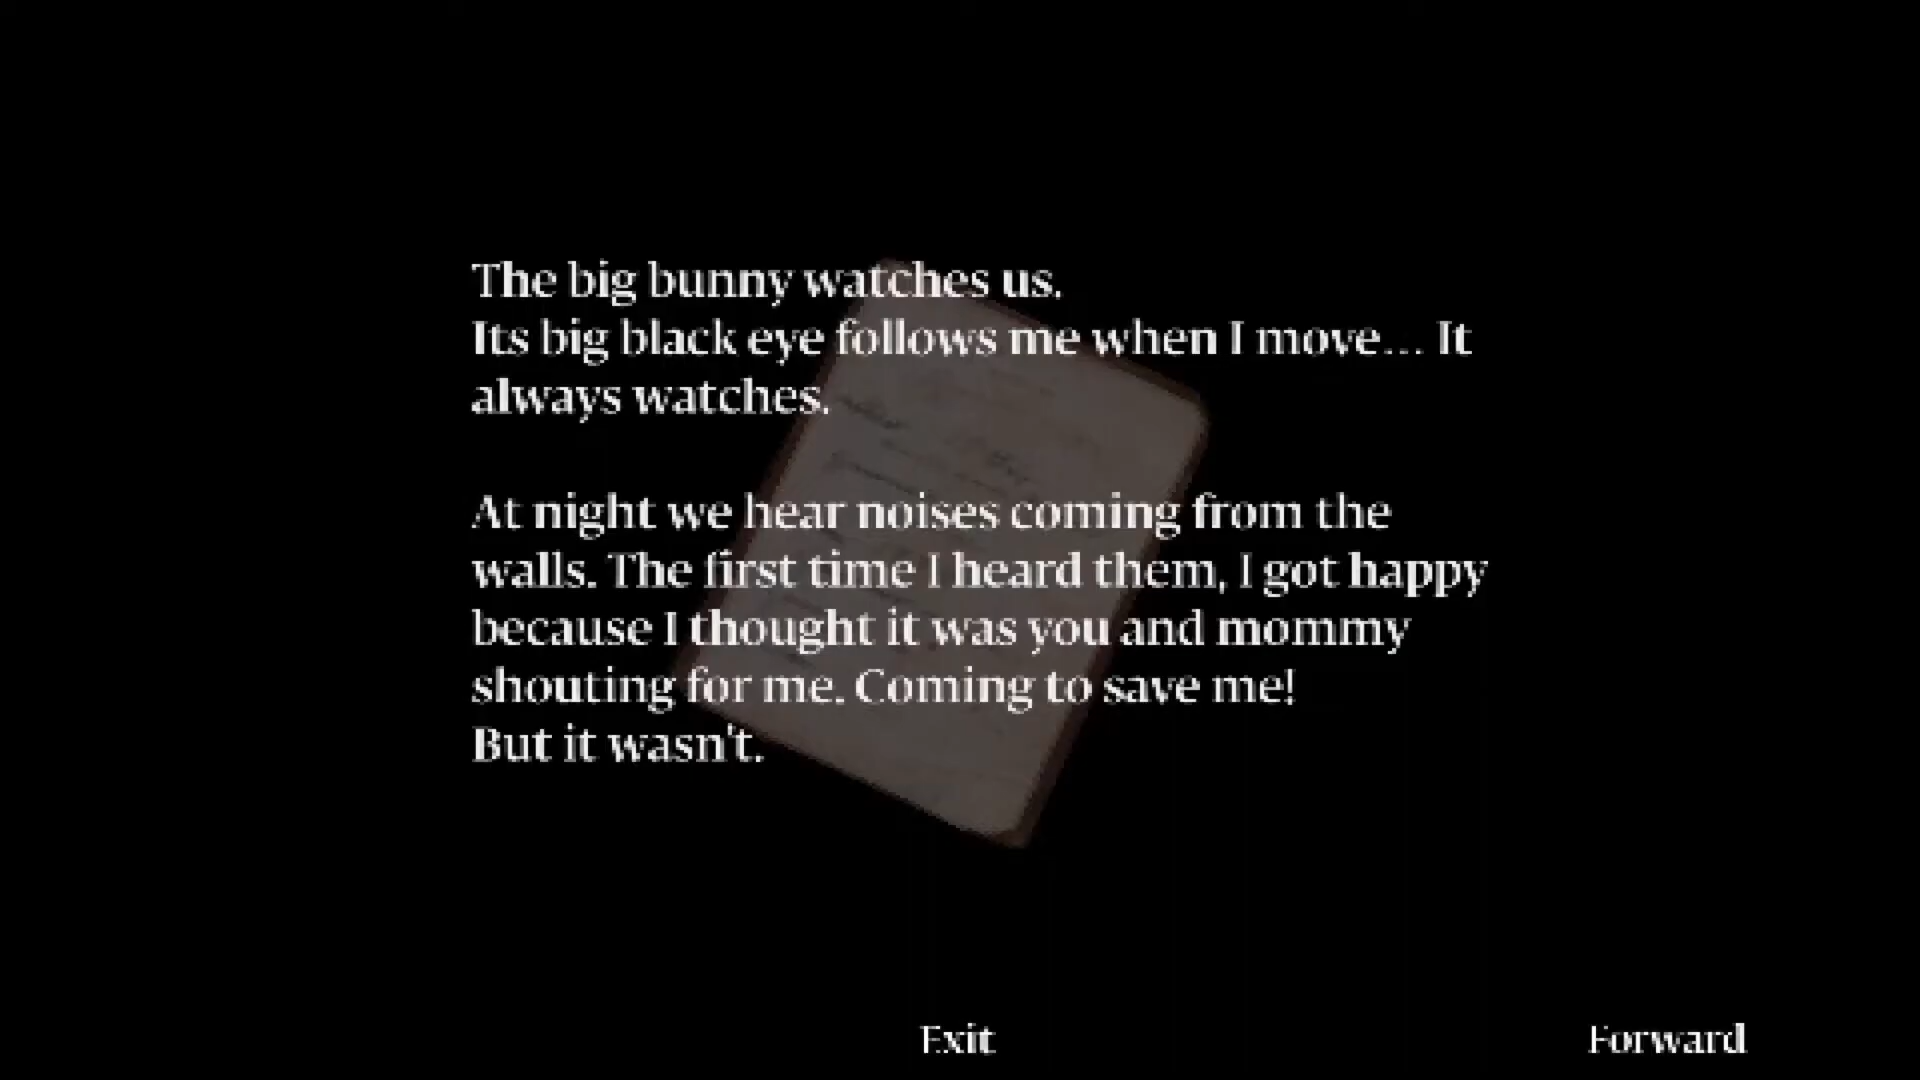 The big bunny watches us.
Its big black eye follows me when I move... It
always watches.
At night we hear noises coming from the
walls. The first time I heard them, I got happy
because I thought it was you and mommy
shouting for me. Coming to save me!
But it wasn't.
Exit
Forward